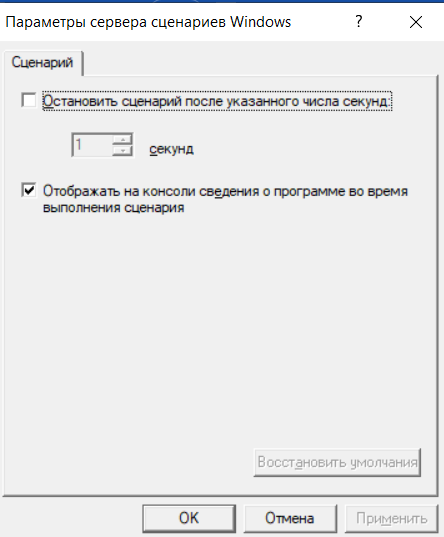 Параметры сервера сценариев Windows
Сценарий
Остановить сценарий после указанного числа секунд:
1
секунд
Отображать на консоли сведения о программе во время
выполнения сценария
Восстановить умолчания
OK
Отмена
Применить